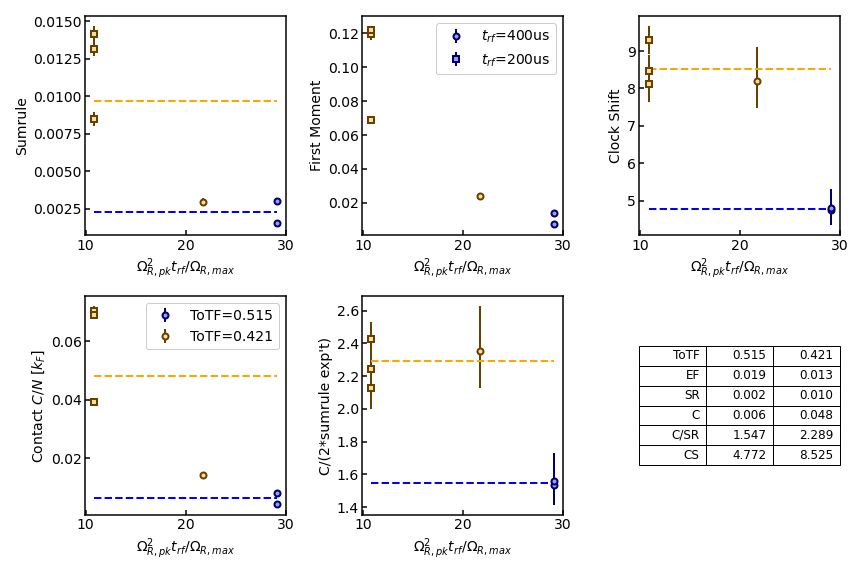 0.0150
0.0125
0.0100
0.0075
0.0050
0.0025
Sumrule
10 20 30
Ω²R,pk trf/ΩR,max
0.12
0.10
0.08
0.06
0.04
0.02
First Moment
trf=400us
trf=200us
10 20 30
Ω²R,pk trf/ΩR,max
9
8
7
6
5
Clock Shift
10 20 30
Ω²R,pk trf/ΩR,max
0.06
0.04
0.02
Contact C/N [kF]
ToTF=0.515
ToTF=0.421
10 20 30
Ω²R,pk trf/ΩR,max
2.6
2.4
2.2
2.0
1.8
1.6
1.4
C/(2*sumrule exp't)
10 20 30
Ω²R,pk trf/ΩR,max
ToTF 0.515 0.421
EF 0.019 0.013
SR 0.002 0.010
C 0.006 0.048
C/SR 1.547 2.289
CS 4.772 8.525